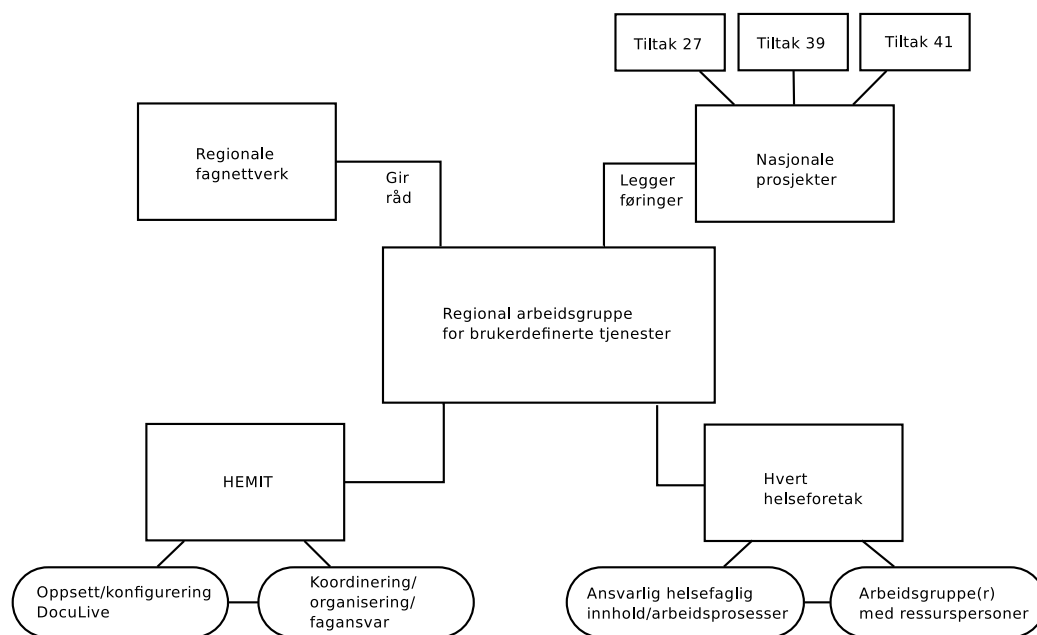 Tiltak 27
Tiltak 39
Tiltak 41
Regionale
fagnettverk
Gir
råd
Legger
føringer
Nasjonale
prosjekter
Regional arbeidsgruppe
for brukerdefinerte tjenester
HEMIT
Hvert
helseforetak
Oppsett/konfigurering
DocuLive
Koordinering/
organisering/
fagansvar
Ansvarlig helsefaglig
innhold/arbeidsprosesser
Arbeidsgruppe(r)
med ressurspersoner